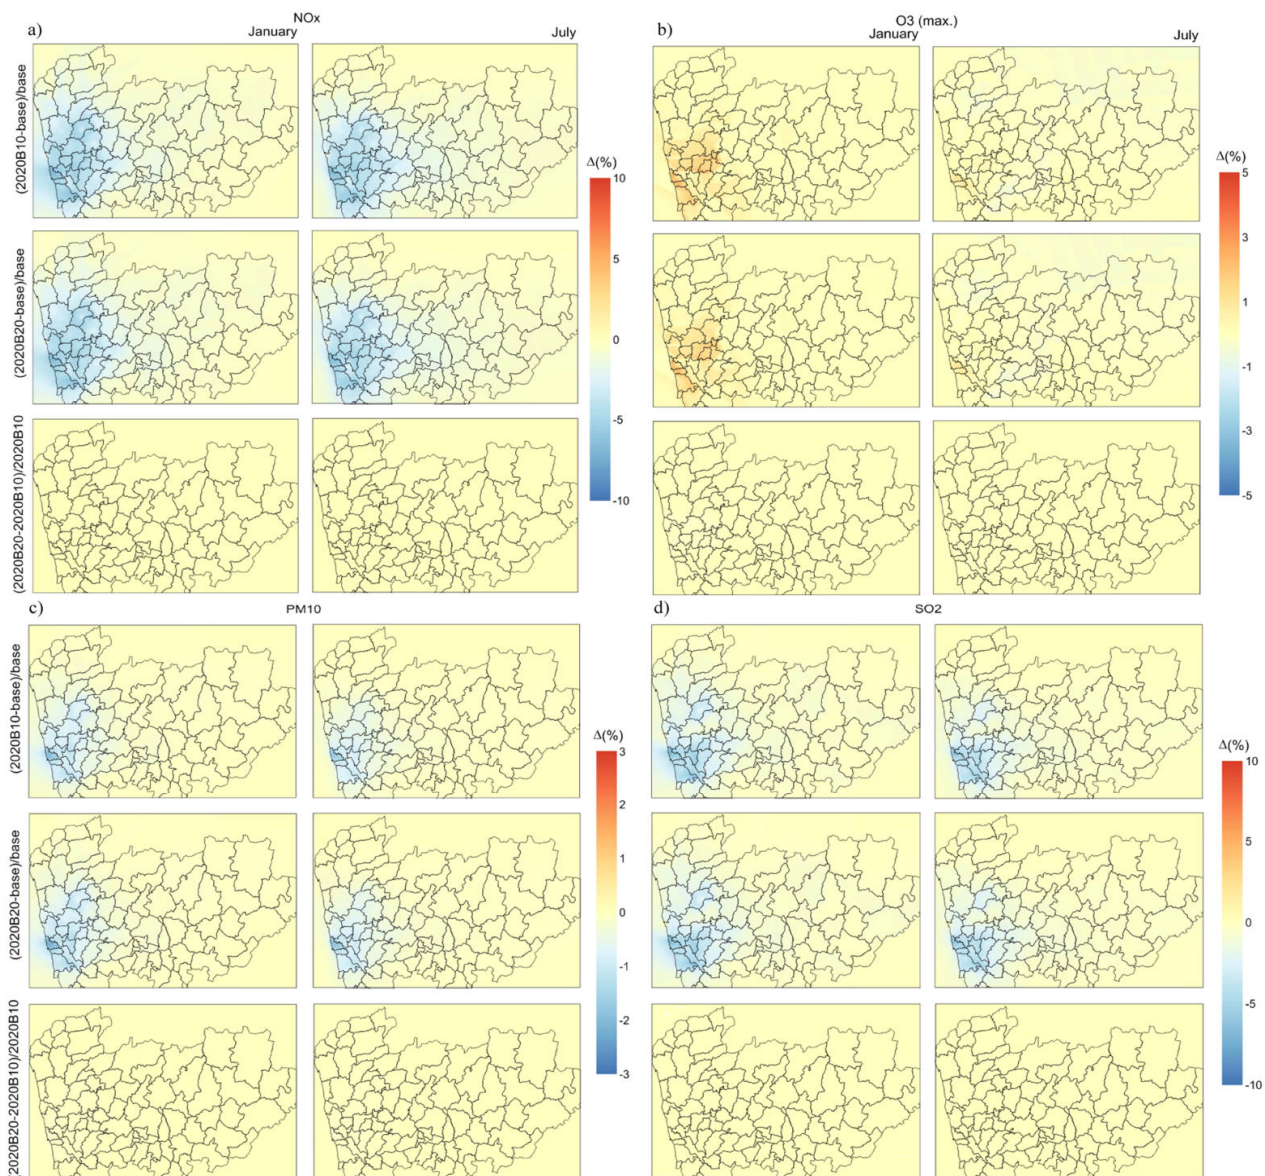 a)
NOx
January
July
(2020B10-base)/base
(2020B20-base)/base
(2020B20-2020B10)/2020B10
Δ(%)
10
5
0
-5
-10
b)
O3 (max.)
January
July
Δ(%)
5
3
1
-1
-3
-5
c)
PM10
(2020B10-base)/base
(2020B20-base)/base
(2020B20-2020B10)/2020B10
Δ(%)
3
2
1
0
-1
-2
-3
d)
SO2
Δ(%)
10
5
0
-5
-10